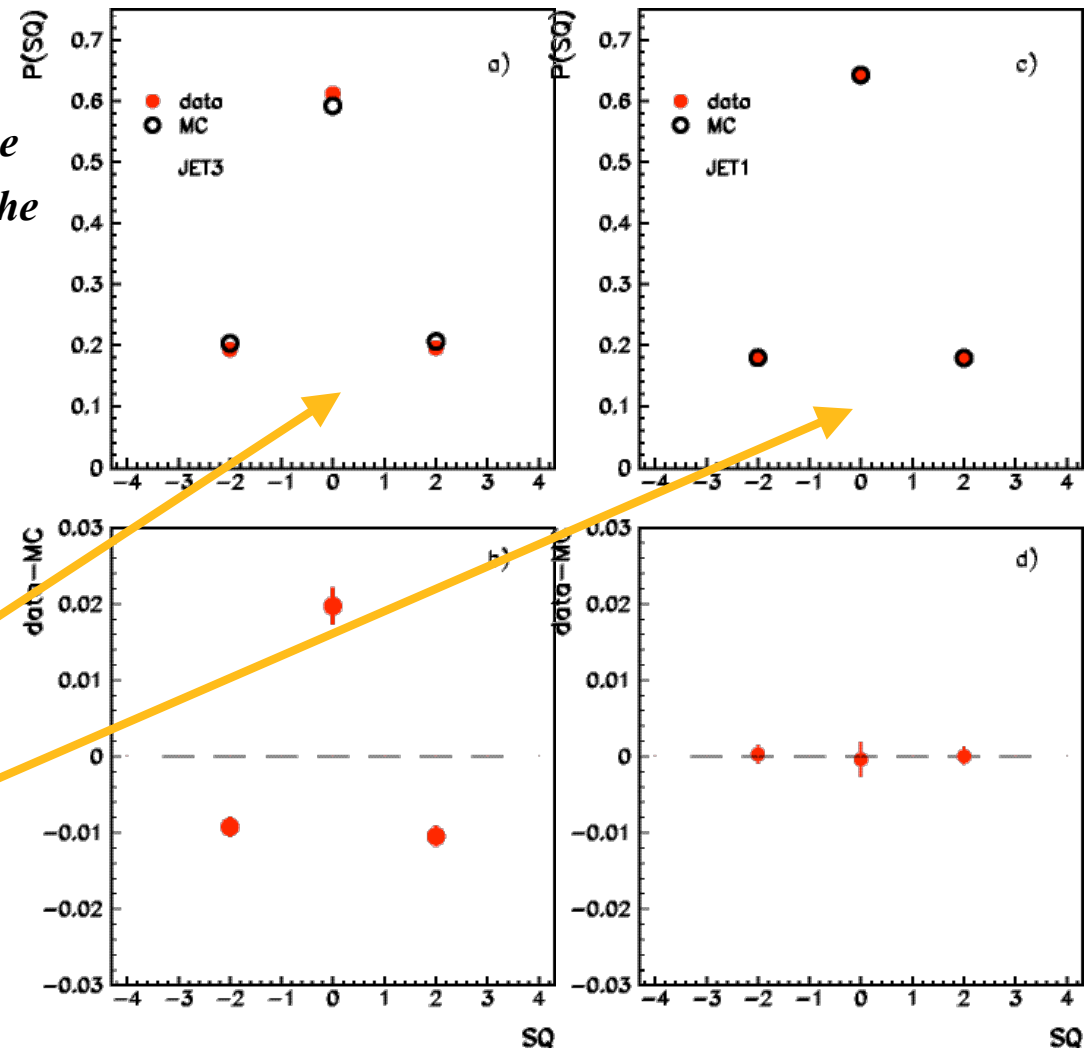 e
he
P(SQ)
0.7
0.6
0.5
0.4
0.3
0.2
0.1
0
data
MC
JET3
a)
-4 -3 -2 -1 0 1 2 3 4
P(SQ)
0.7
0.6
0.5
0.4
0.3
0.2
0.1
0
data
MC
JET1
c)
-4 -3 -2 -1 0 1 2 3 4
data-MC
0.03
0.02
0.01
0
-0.01
-0.02
-0.03
b)
-4 -3 -2 -1 0 1 2 3 4
SQ
data-MC
0.03
0.02
0.01
0
-0.01
-0.02
-0.03
d)
-4 -3 -2 -1 0 1 2 3 4
SQ